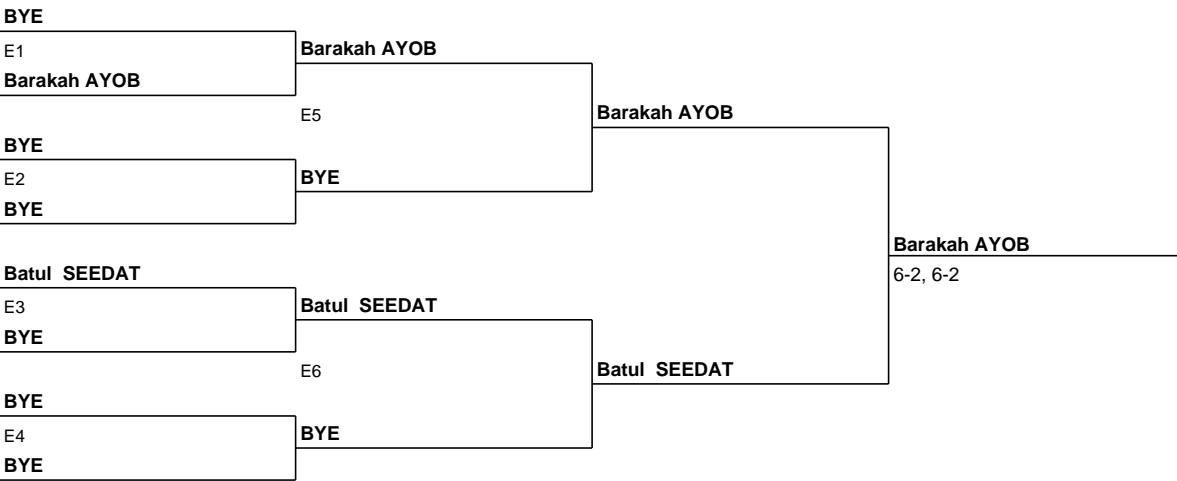 BYE
E1
Barakah AYOB
Barakah AYOB
E5
Barakah AYOB
BYE
E2
BYE
BYE
Barakah AYOB
6-2, 6-2
Batul  SEEDAT
E3
Batul  SEEDAT
BYE
E6
Batul  SEEDAT
BYE
E4
BYE
BYE